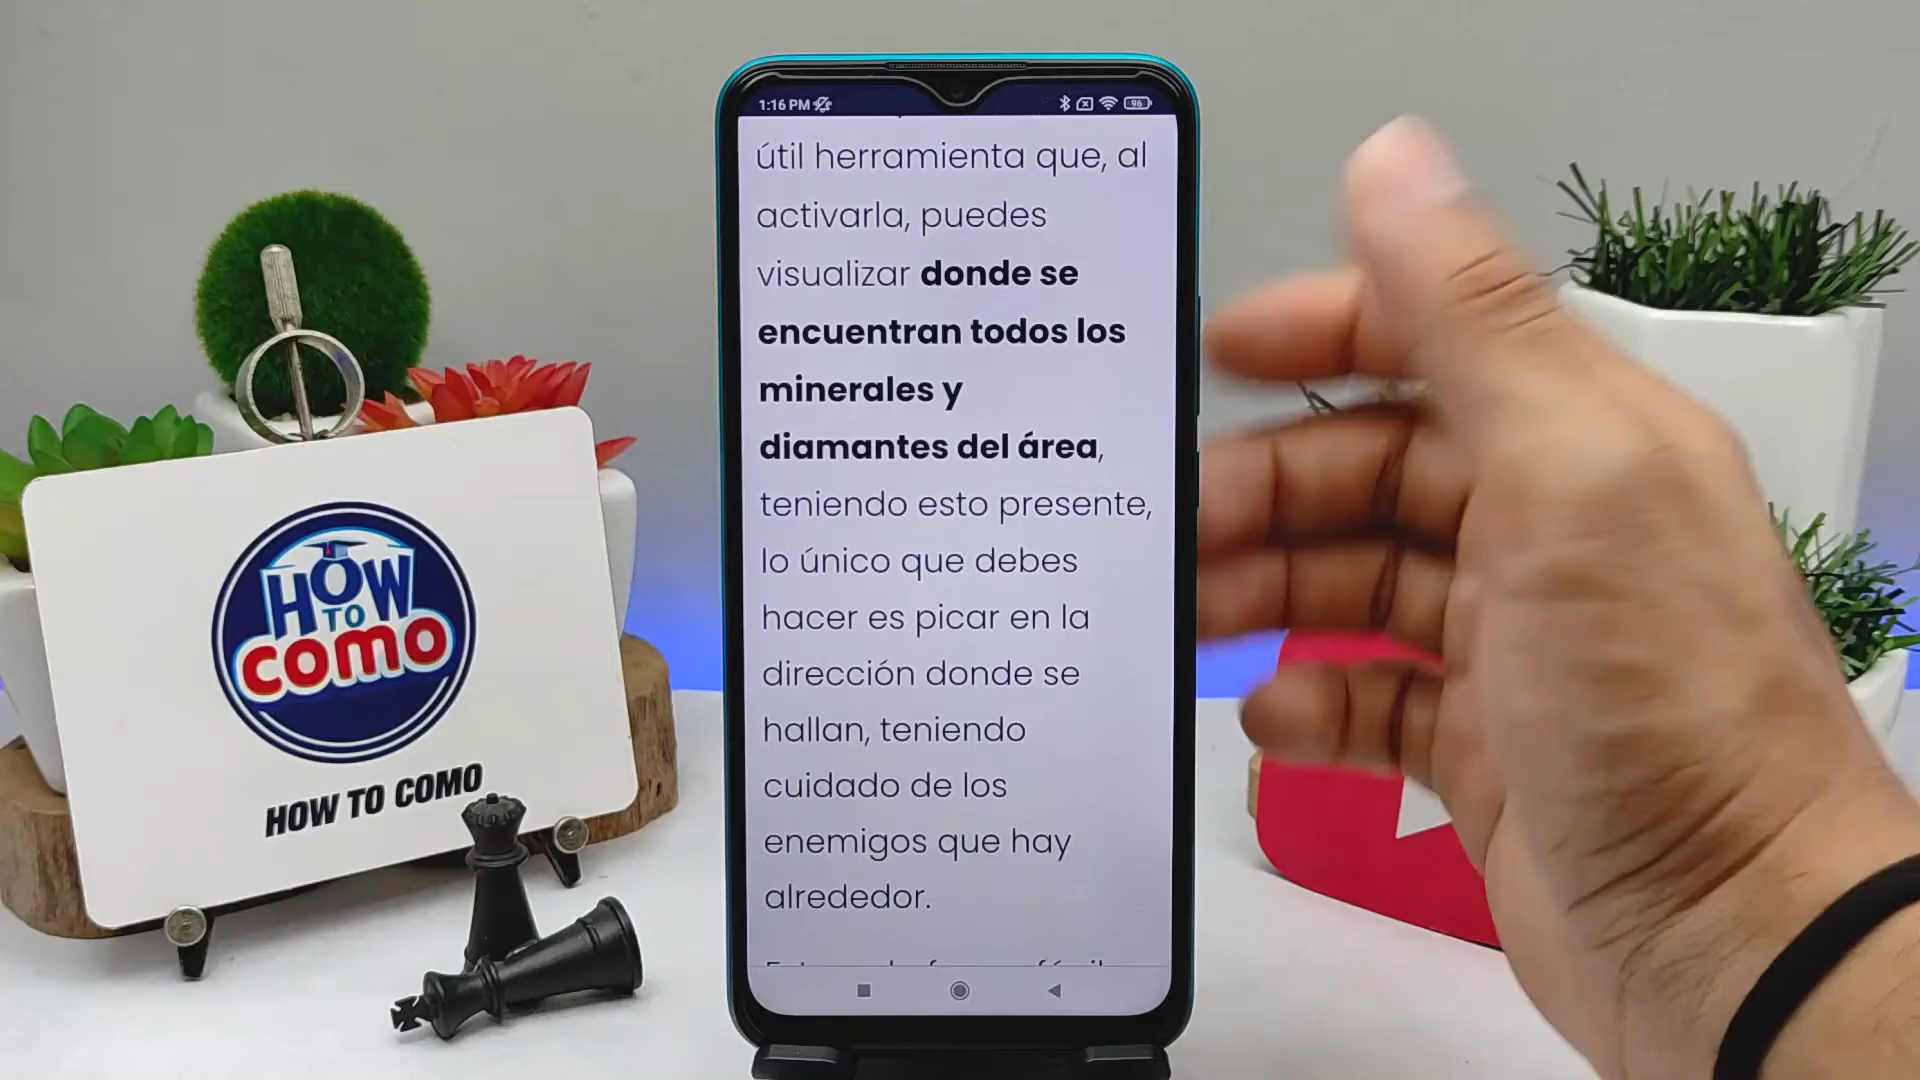 1:16 PM
96
útil herramienta que, al
activarla, puedes
visualizar donde se
encuentran todos los
minerales y
diamantes del área,
teniendo esto presente,
lo único que debes
hacer es picar en la
dirección donde se
hallan, teniendo
cuidado de los
enemigos que hay
alrededor.
HOW
TO
como
HOW TO COMO